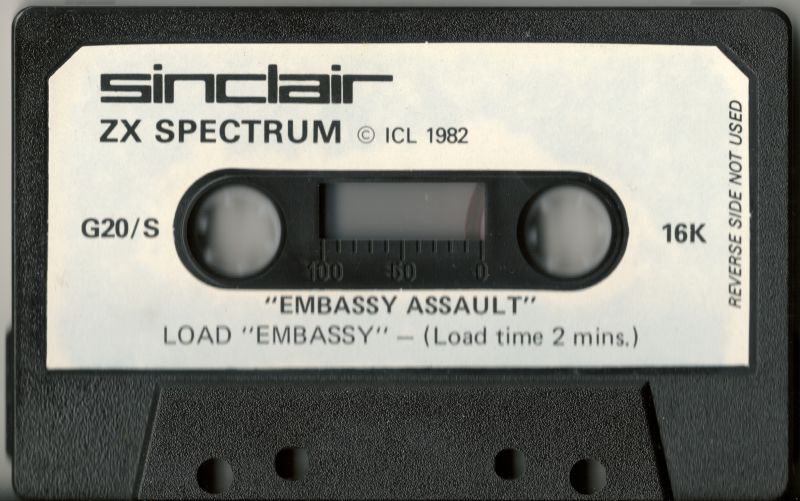 sinclair
ZX SPECTRUM © ICL 1982
G20/S
16K
REVERSE SIDE NOT USED
100 50 0
"EMBASSY ASSAULT"
LOAD "EMBASSY" — (Load time 2 mins.)